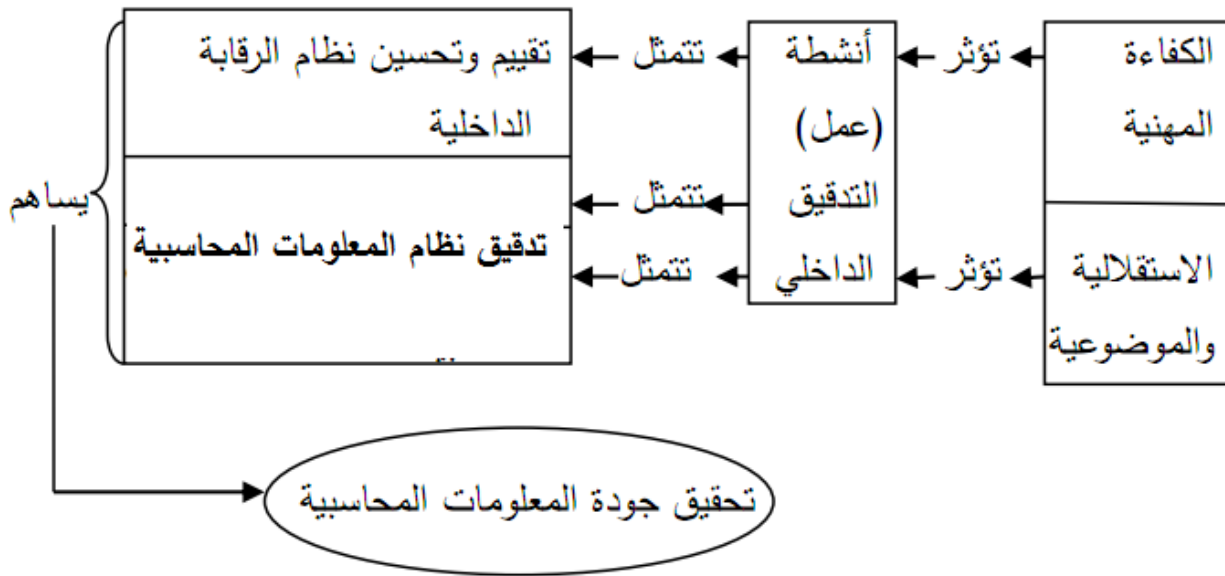 الكفاءة
المهنية
الاستقلالية
والموضوعية
تؤثر
تؤثر
أنشطة
(عمل)
التدقيق
الداخلي
تتمثل
تتمثل
تتمثل
تقييم وتحسين نظام الرقابة
الداخلية
تدقيق نظام المعلومات المحاسبية
يساهم
تحقيق جودة المعلومات المحاسبية